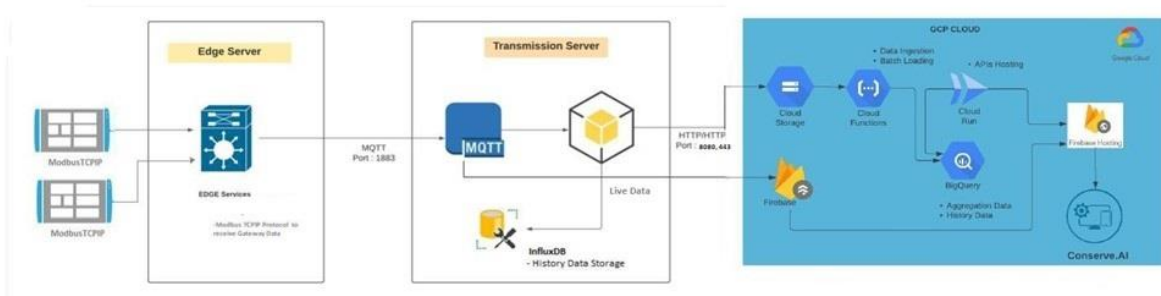 Edge Server
ModbusTCPIP
ModbusTCPIP
EDGE Services
-
-Modbus TCPIP Protocol to
receive Gateway Data
MQTT
Port : 1883
Transmission Server
MQTT
InfluxDB
- History Data Storage
Live Data
HTTP/HTTP
Port : 8080, 443
GCP CLOUD
Google Cloud
• Data Ingestion
• Batch Loading
• APIs Hosting
Cloud
Storage
Cloud
Functions
Cloud
Run
Firebase Hosting
Firebase
BigQuery
• Aggregation Data
• History Data
Conserve.AI